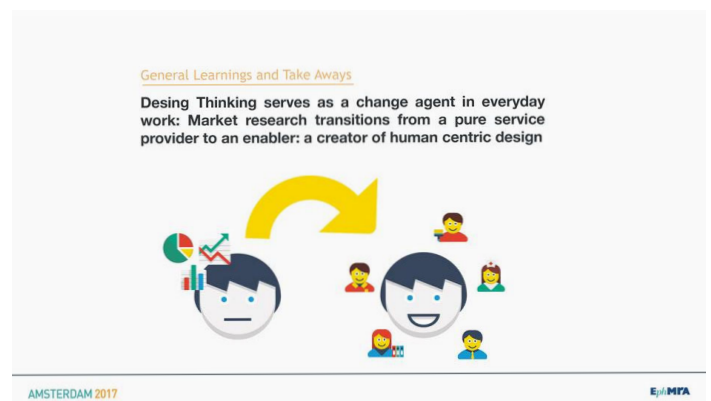 General Learnings and Take Aways
Desing Thinking serves as a change agent in everyday
work: Market research transitions from a pure service
provider to an enabler: a creator of human centric design
AMSTERDAM 2017
EphMRA